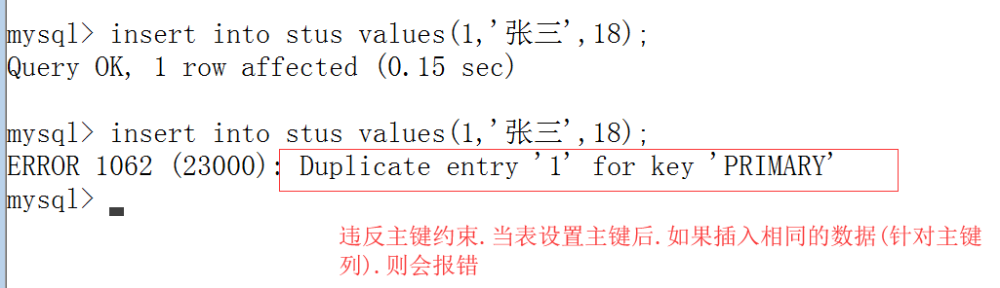 mysql> insert into stus values(1,'张三',18);
Query OK, 1 row affected (0.15 sec)
mysql> insert into stus values(1,'张三',18);
ERROR 1062 (23000): Duplicate entry '1' for key 'PRIMARY'
mysql>
违反主键约束.当表设置主键后.如果插入相同的数据(针对主键
列).则会报错